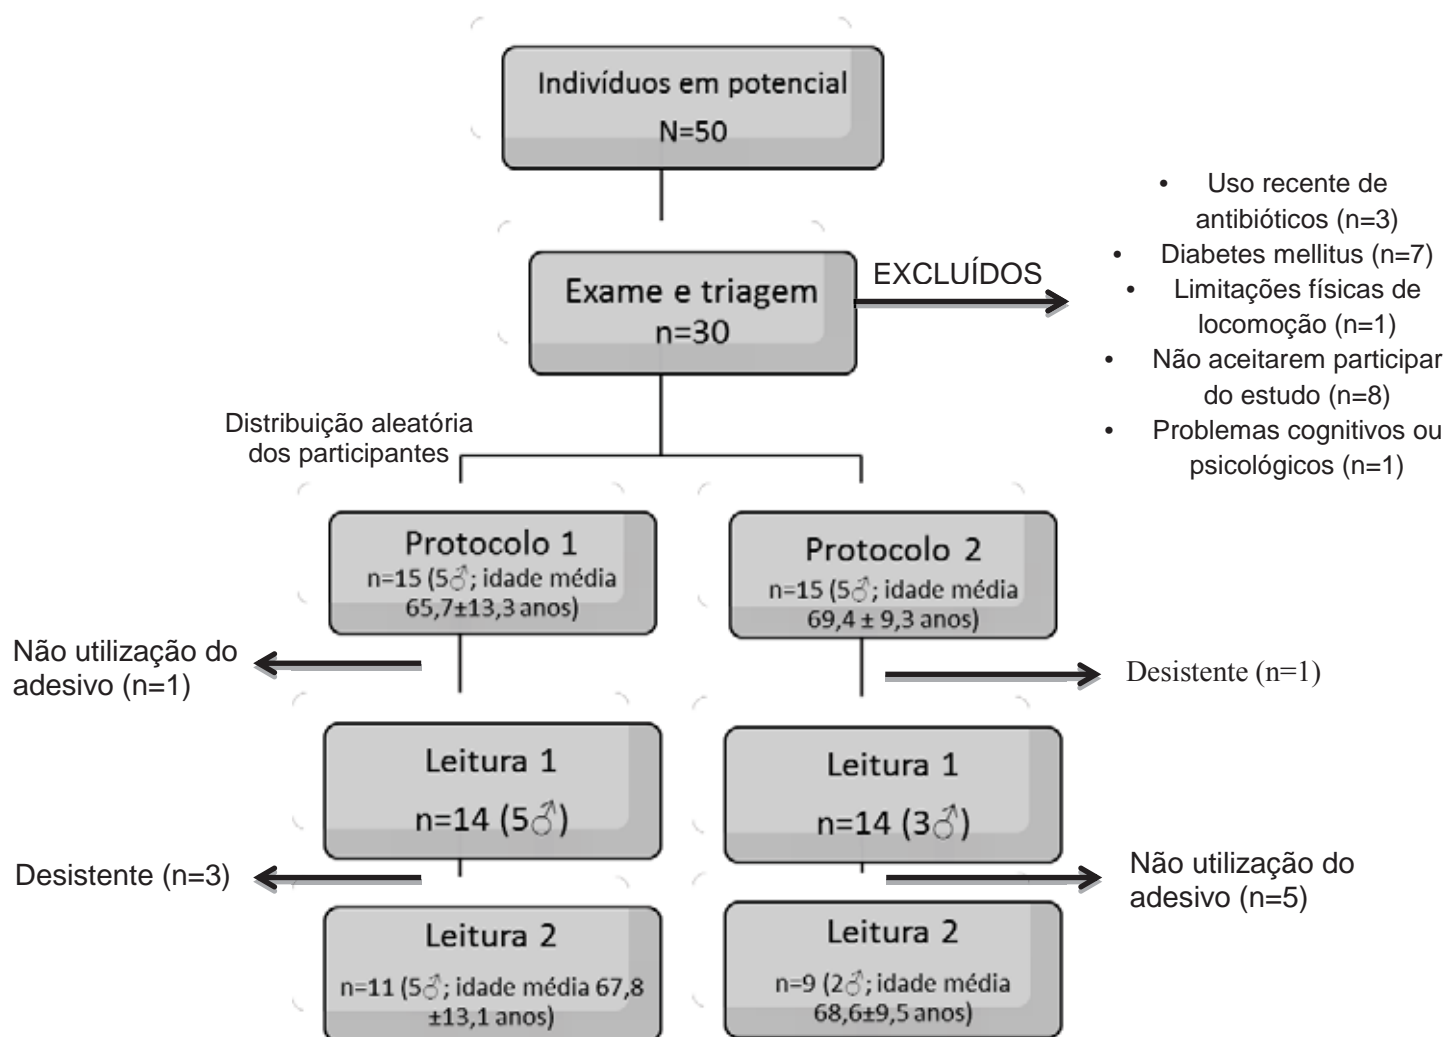 Indivíduos em potencial
N=50
Exame e triagem
n=30
EXCLUÍDOS
• Uso recente de
antibióticos (n=3)
• Diabetes mellitus (n=7)
• Limitações físicas de
locomoção (n=1)
• Não aceitarem participar
do estudo (n=8)
• Problemas cognitivos ou
psicológicos (n=1)
Distribuição aleatória
dos participantes
Protocolo 1
n=15 (5♂; idade média
65,7±13,3 anos)
Protocolo 2
n=15 (5♂; idade média
69,4 ± 9,3 anos)
Não utilização do
adesivo (n=1)
Desistente (n=1)
Leitura 1
n=14 (5♂)
Leitura 1
n=14 (3♂)
Desistente (n=3)
Não utilização do
adesivo (n=5)
Leitura 2
n=11 (5♂; idade média 67,8
±13,1 anos)
Leitura 2
n=9 (2♂; idade média
68,6±9,5 anos)